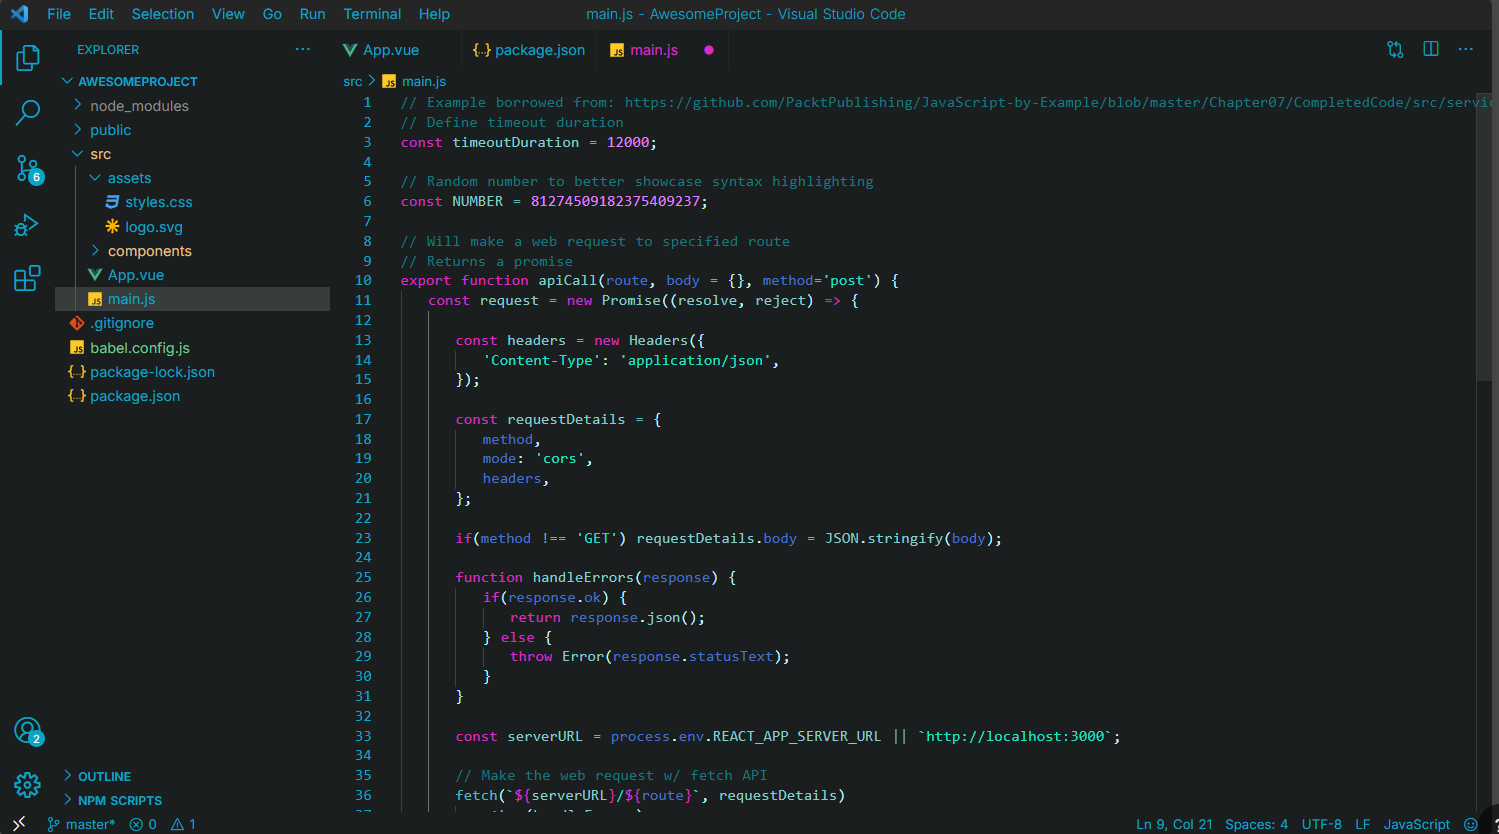 File Edit Selection View Go Run Terminal Help
main.js - AwesomeProject - Visual Studio Code
EXPLORER
AWESOMEPROJECT
node_modules
public
src
assets
styles.css
logo.svg
components
App.vue
main.js
.gitignore
babel.config.js
package-lock.json
package.json
OUTLINE
NPM SCRIPTS
6
2
App.vue {..} package.json JS main.js
src > JS main.js
1 // Example borrowed from: https://github.com/PacktPublishing/JavaScript-by-Example/blob/master/Chapter07/CompletedCode/src/servic
2 // Define timeout duration
3 const timeoutDuration = 12000;
4
5 // Random number to better showcase syntax highlighting
6 const NUMBER = 81274509182375409237;
7
8 // Will make a web request to specified route
9 // Returns a promise
10 export function apiCall(route, body = {}, method='post') {
11 const request = new Promise((resolve, reject) => {
12
13 const headers = new Headers({
14 'Content-Type': 'application/json',
15 });
16
17 const requestDetails = {
18 method,
19 mode: 'cors',
20 headers,
21 };
22
23 if(method !== 'GET') requestDetails.body = JSON.stringify(body);
24
25 function handleErrors(response) {
26 if(response.ok) {
27 return response.json();
28 } else {
29 throw Error(response.statusText);
30 }
31 }
32
33 const serverURL = process.env.REACT_APP_SERVER_URL || `http://localhost:3000`;
34
35 // Make the web request w/ fetch API
36 fetch(`${serverURL}/${route}`, requestDetails)
master* 0 1
Ln 9, Col 21 Spaces: 4 UTF-8 LF JavaScript